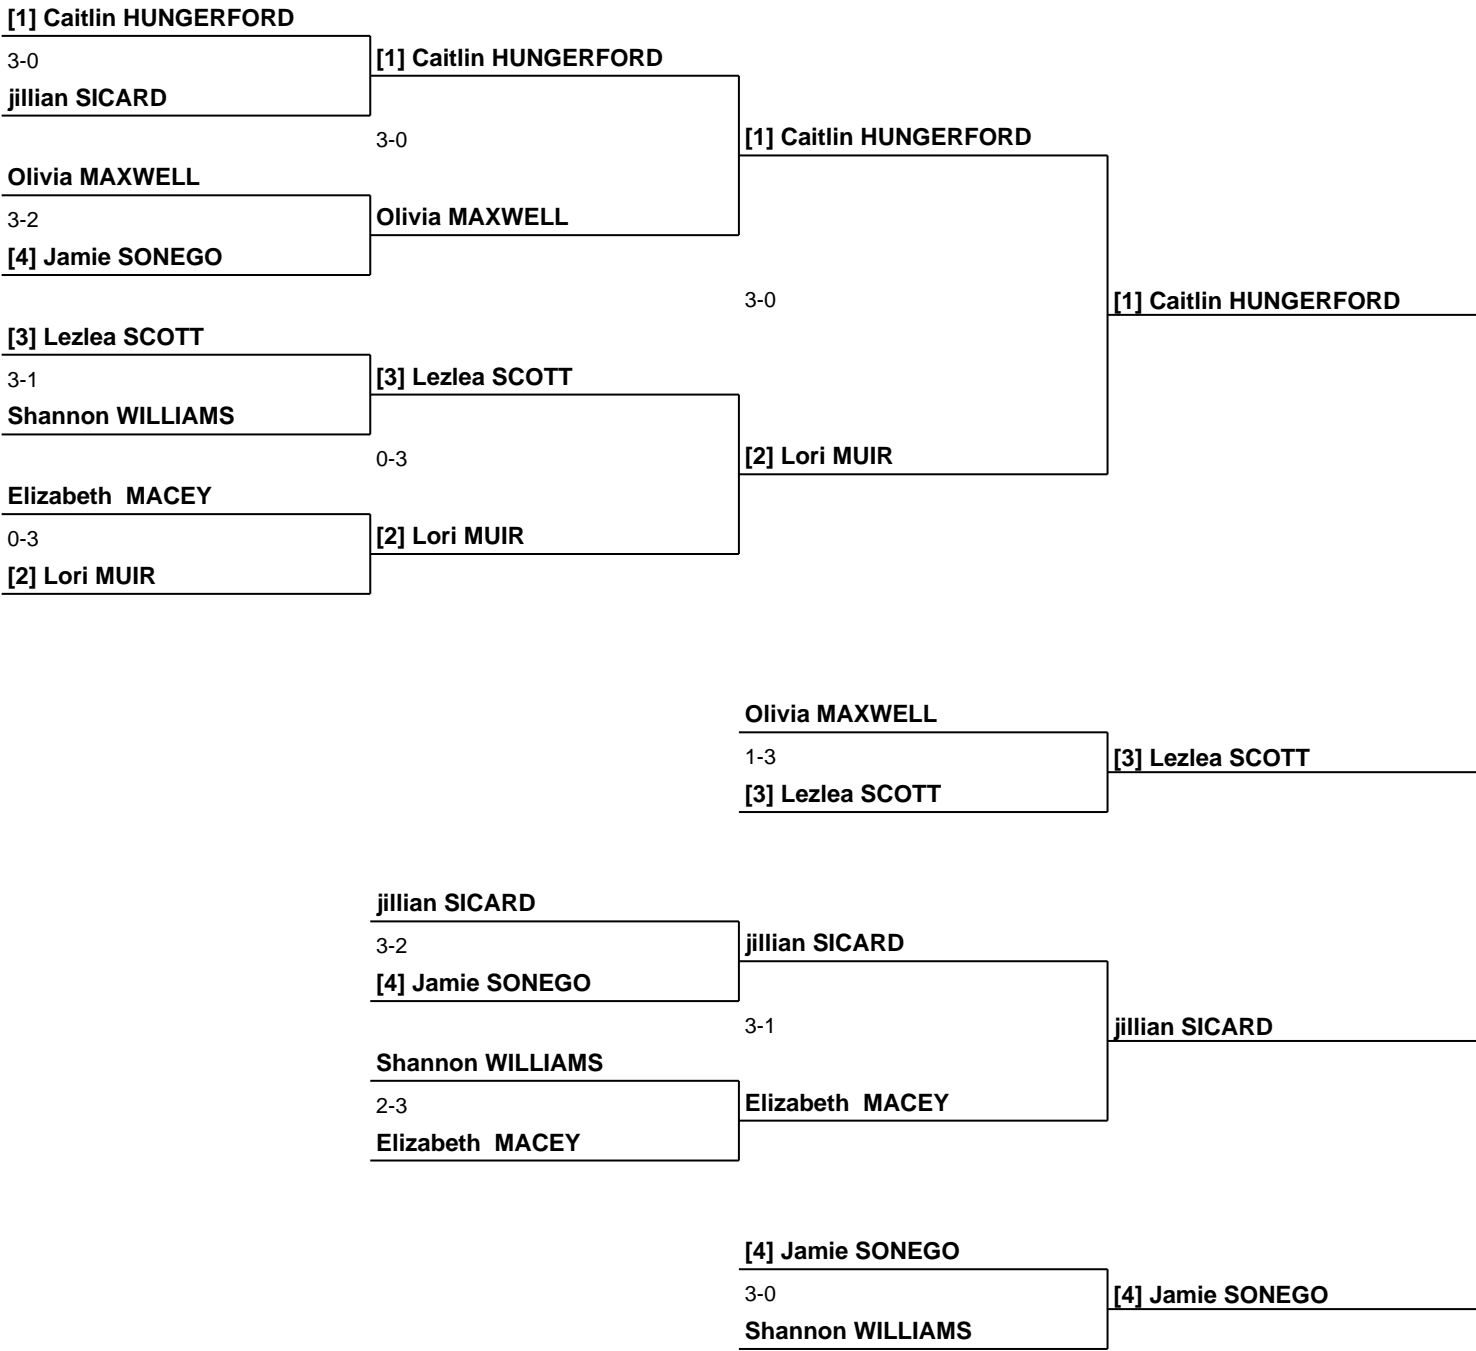 [1] Caitlin HUNGERFORD
3-0
[1] Caitlin HUNGERFORD
jillian SICARD
3-0
[1] Caitlin HUNGERFORD
Olivia MAXWELL
3-2
Olivia MAXWELL
[4] Jamie SONEGO
3-0
[1] Caitlin HUNGERFORD
[3] Lezlea SCOTT
3-1
[3] Lezlea SCOTT
Shannon WILLIAMS
0-3
[2] Lori MUIR
Elizabeth  MACEY
0-3
[2] Lori MUIR
[2] Lori MUIR
Olivia MAXWELL
1-3
[3] Lezlea SCOTT
[3] Lezlea SCOTT
jillian SICARD
3-2
jillian SICARD
[4] Jamie SONEGO
3-1
jillian SICARD
Shannon WILLIAMS
2-3
Elizabeth  MACEY
Elizabeth  MACEY
[4] Jamie SONEGO
3-0
[4] Jamie SONEGO
Shannon WILLIAMS